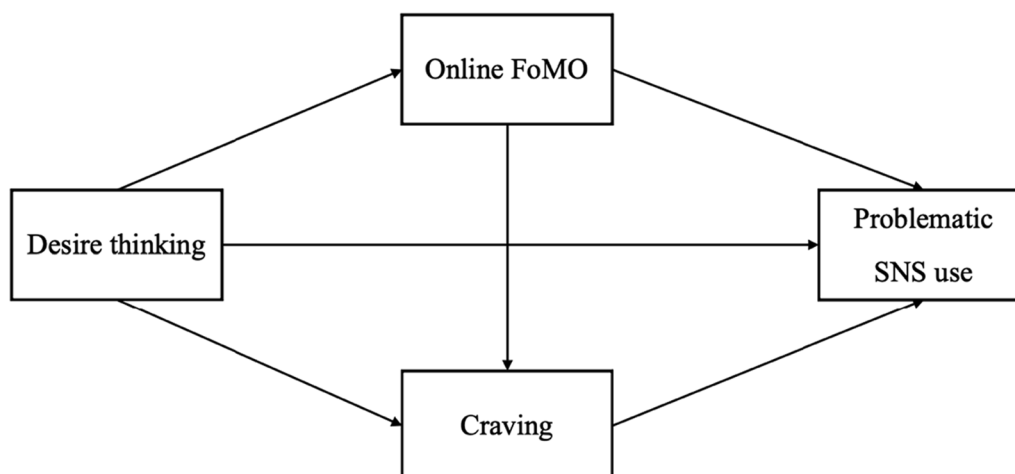 Online FoMO
Desire thinking
Problematic
SNS use
Craving